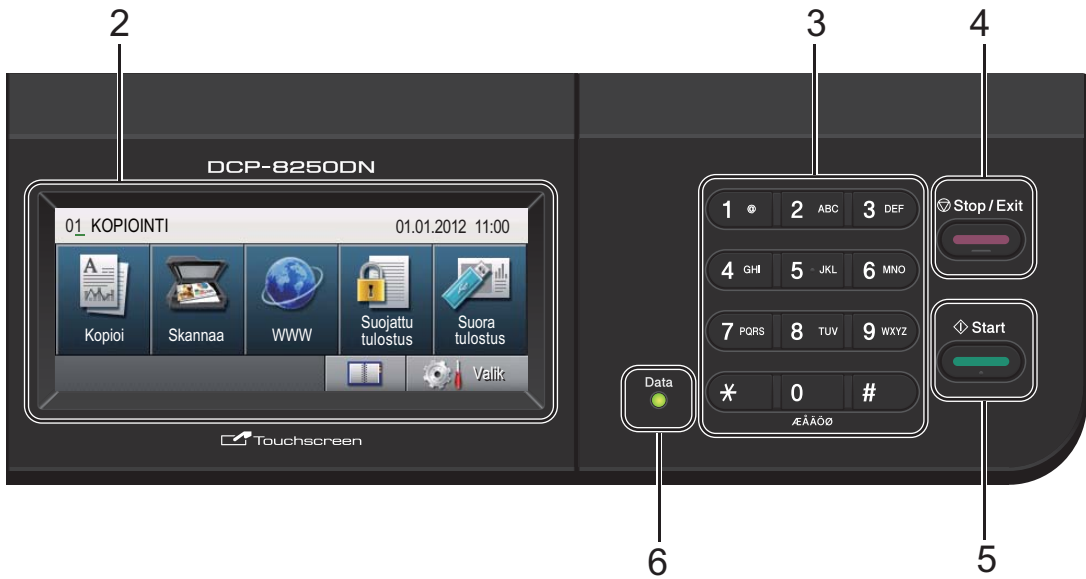 2 3 4
DCP-8250DN
01 KOPIOINTI 01.01.2012 11:00
Kopioi
Skannaa
WWW
Suojattu
tulostus
Suora
tulostus
Valik
Touchscreen
Data
1 @ 2 ABC 3 DEF
4 GHI 5 JKL 6 MNO
7 PQRS 8 TUV 9 WXYZ
* 0 #
ÆÅÄÖØ
Stop / Exit
Start
6 5